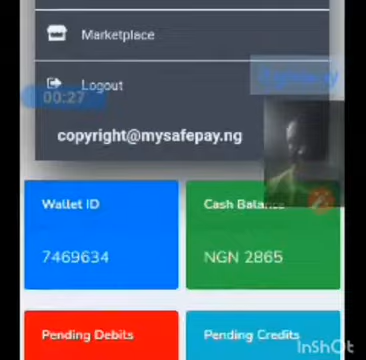 Marketplace
Logout
00:27
copyright@mysafepay.ng
Wallet ID
Cash Balance
7469634
NGN 2865
Pending Debits
Pending Credits
InShOt